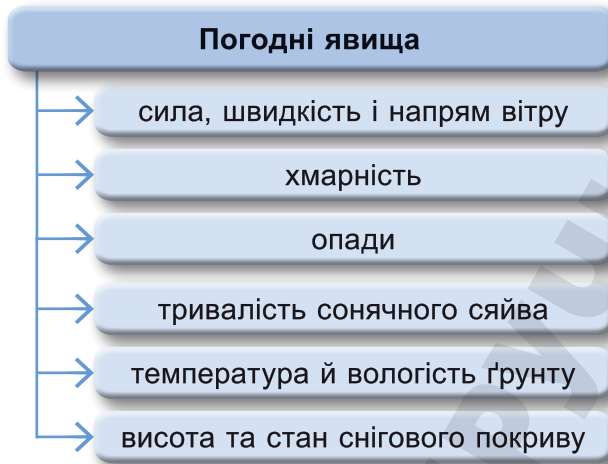 Погодні явища
сила, швидкість і напрям вітру
хмарність
опади
тривалість сонячного сяйва
температура й вологість ґрунту
висота та стан снігового покриву